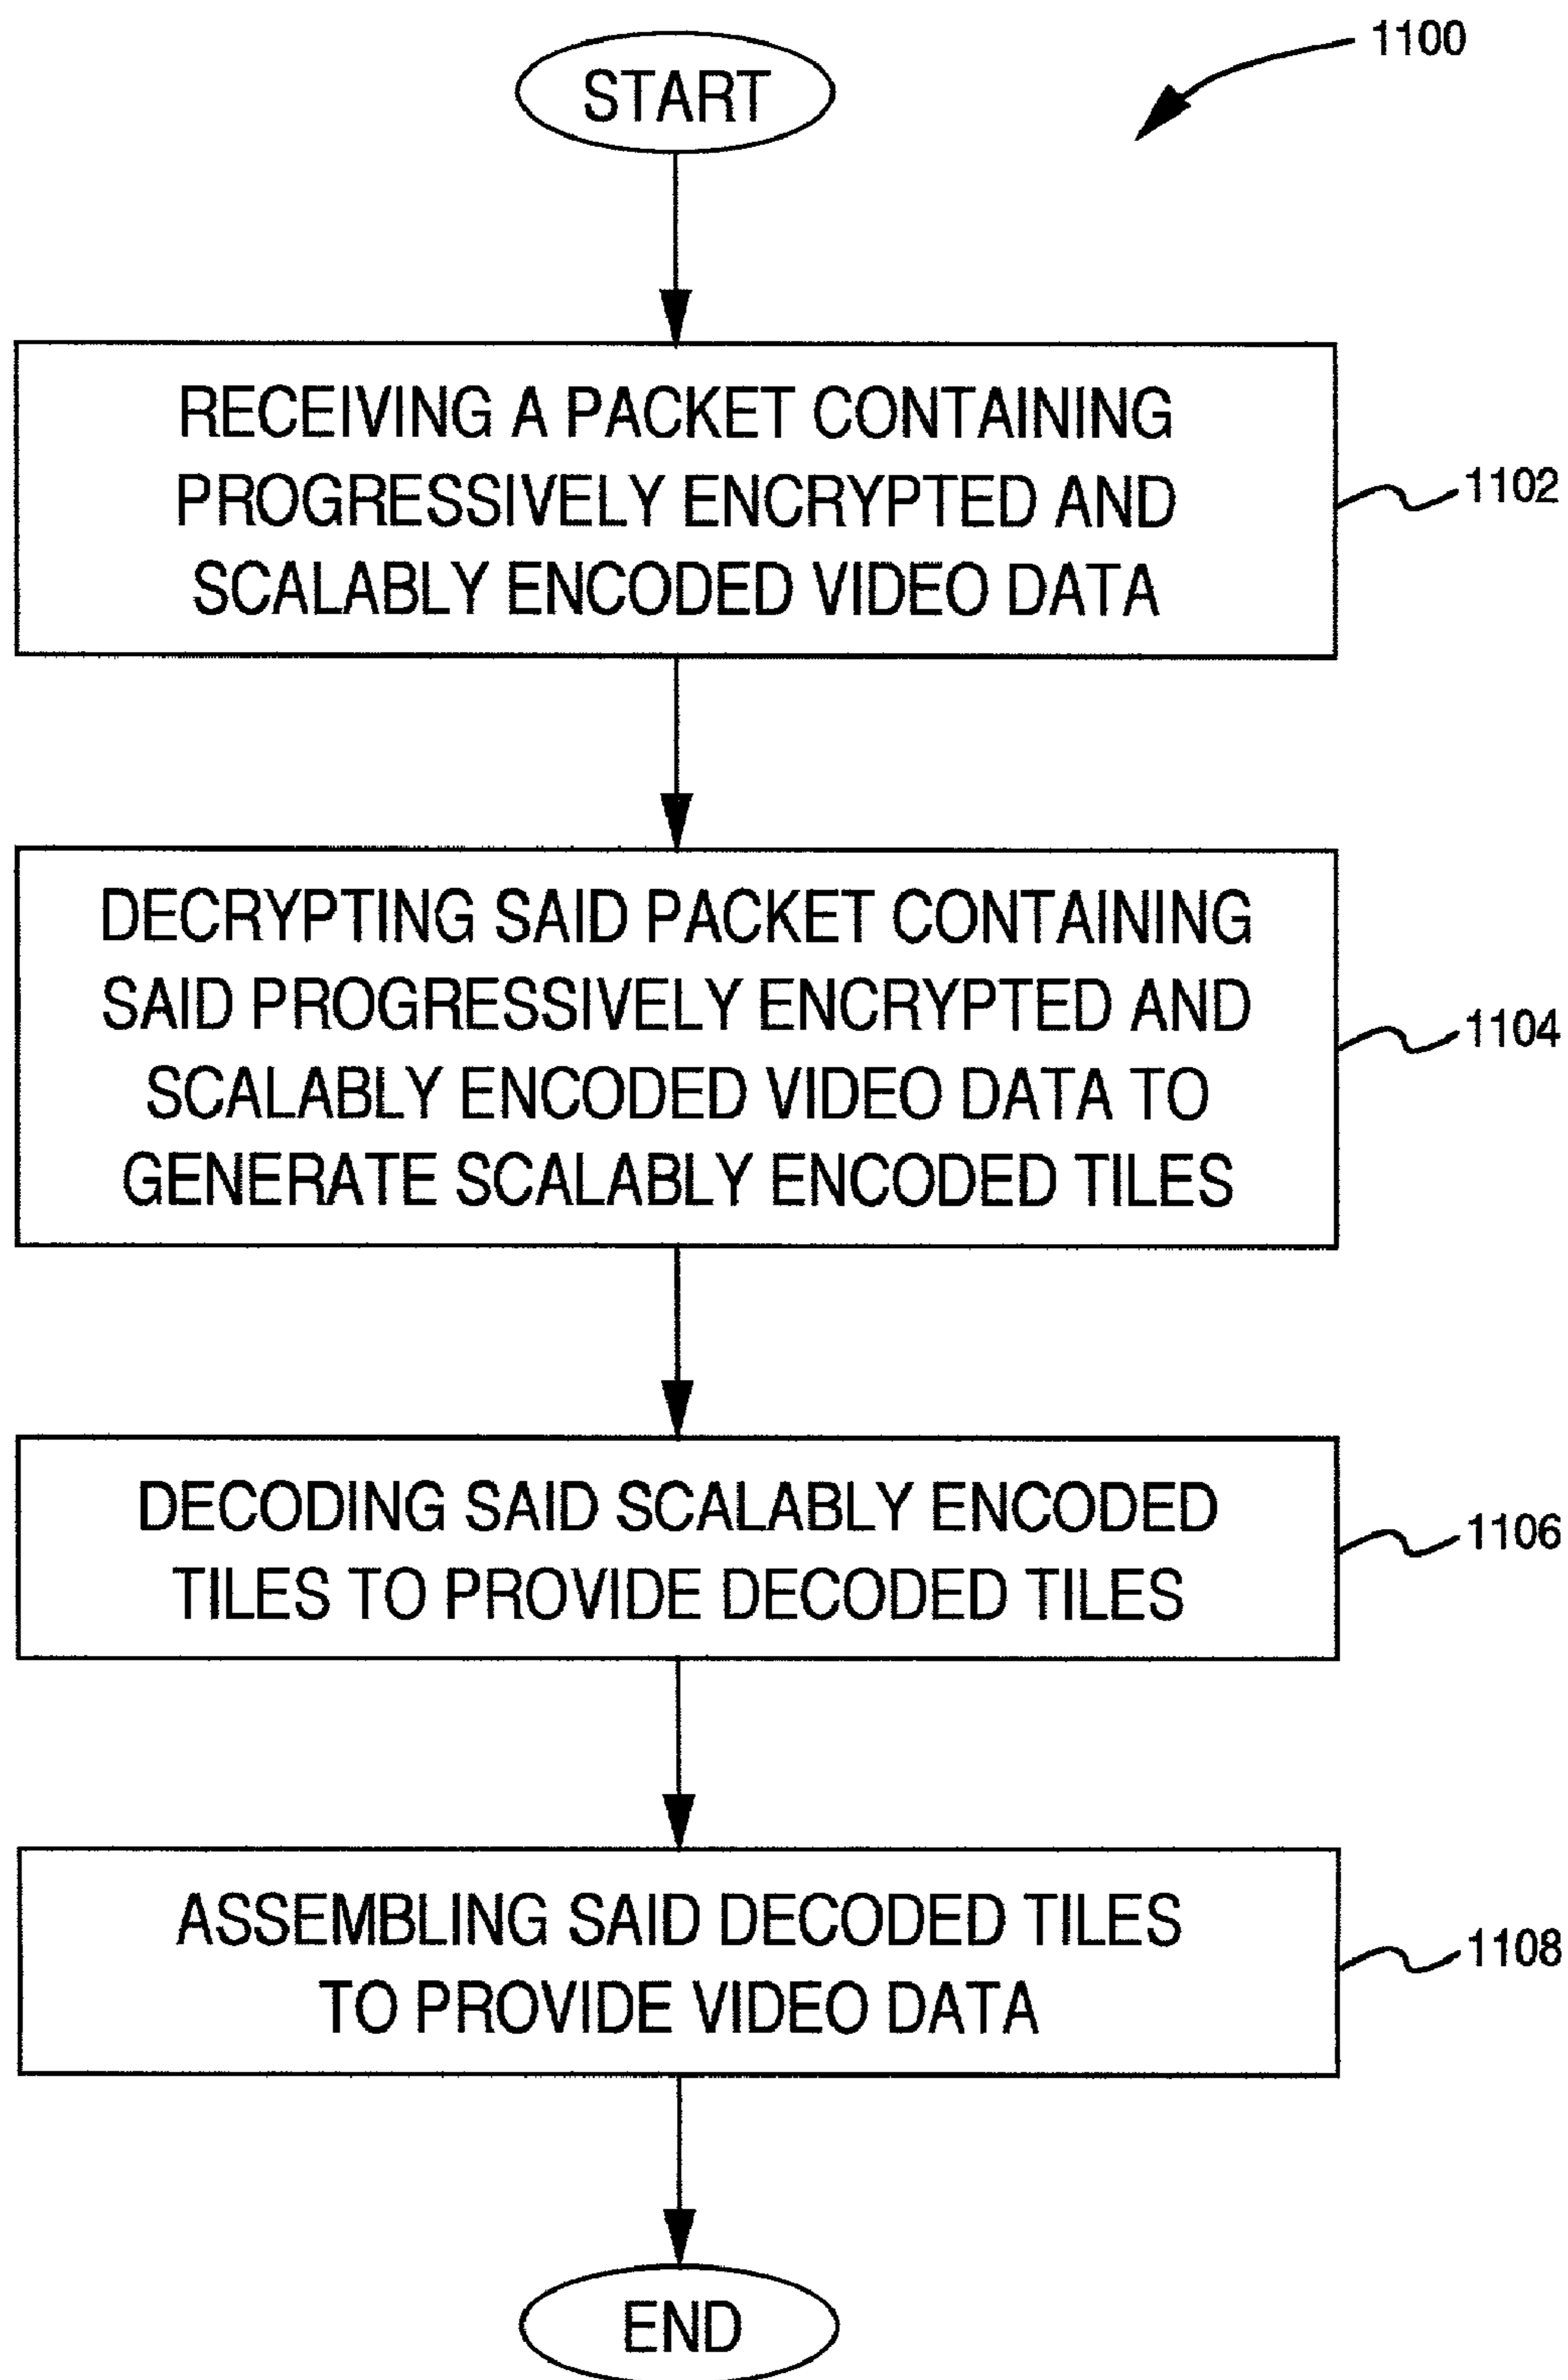 START
1100
RECEIVING A PACKET CONTAINING
PROGRESSIVELY ENCRYPTED AND
SCALABLY ENCODED VIDEO DATA
1102
DECRYPTING SAID PACKET CONTAINING
SAID PROGRESSIVELY ENCRYPTED AND
SCALABLY ENCODED VIDEO DATA TO
GENERATE SCALABLY ENCODED TILES
1104
DECODING SAID SCALABLY ENCODED
TILES TO PROVIDE DECODED TILES
1106
ASSEMBLING SAID DECODED TILES
TO PROVIDE VIDEO DATA
1108
END